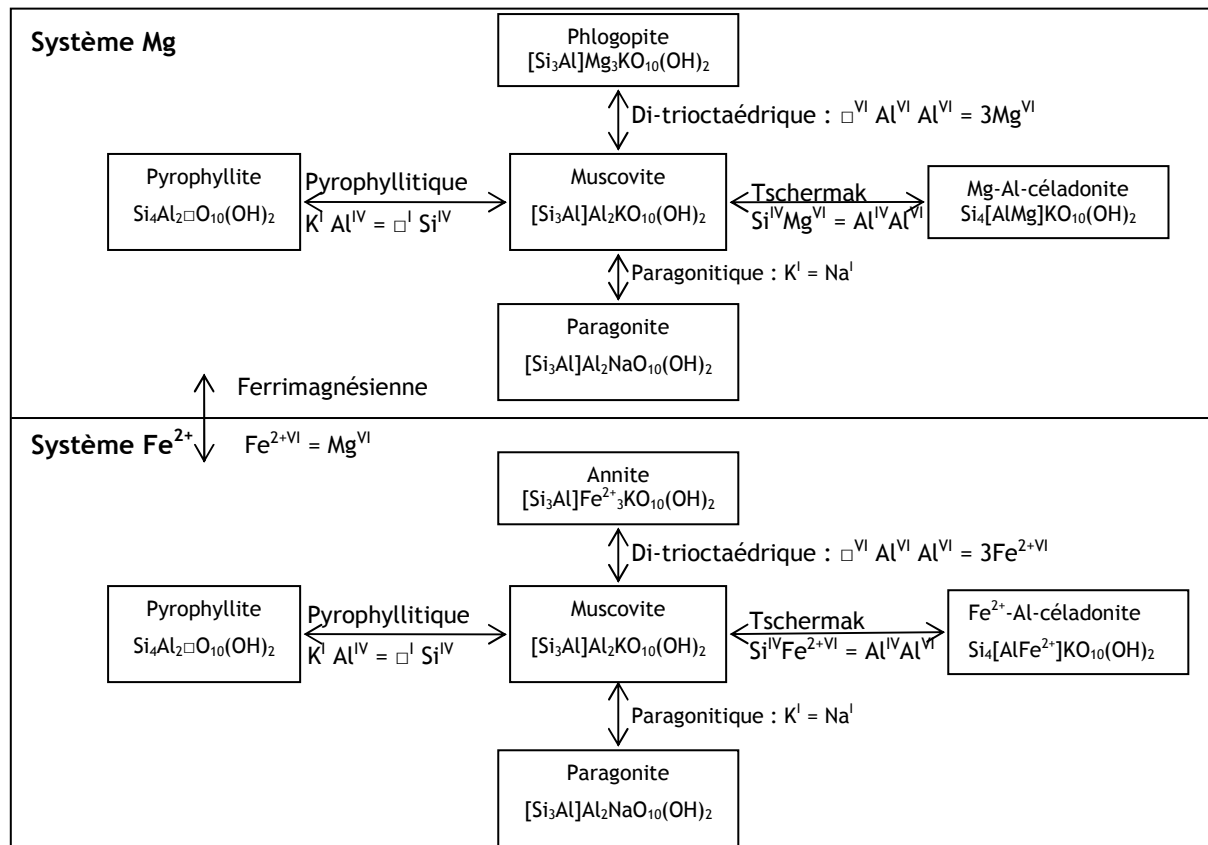 Système Mg
Phlogopite
[Si₃Al]Mg₃KO₁₀(OH)₂
Di-trioctaédrique : □ⱽᴵ Alⱽᴵ Alⱽᴵ = 3Mgⱽᴵ
Pyrophyllite
Si₄Al₂□O₁₀(OH)₂
Pyrophyllitique
Kᴵ Alᴵⱽ = □ᴵ Siᴵⱽ
Muscovite
[Si₃Al]Al₂KO₁₀(OH)₂
Tschermak
SiᴵⱽMgⱽᴵ = AlᴵⱽAlⱽᴵ
Mg-Al-céladonite
Si₄[AlMg]KO₁₀(OH)₂
Paragonitique : Kᴵ = Naᴵ
Paragonite
[Si₃Al]Al₂NaO₁₀(OH)₂
Ferrimagnésienne
Système Fe²⁺
Fe²⁺ⱽᴵ = Mgⱽᴵ
Annite
[Si₃Al]Fe²⁺₃KO₁₀(OH)₂
Di-trioctaédrique : □ⱽᴵ Alⱽᴵ Alⱽᴵ = 3Fe²⁺ⱽᴵ
Pyrophyllite
Si₄Al₂□O₁₀(OH)₂
Pyrophyllitique
Kᴵ Alᴵⱽ = □ᴵ Siᴵⱽ
Muscovite
[Si₃Al]Al₂KO₁₀(OH)₂
Tschermak
SiᴵⱽFe²⁺ⱽᴵ = AlᴵⱽAlⱽᴵ
Fe²⁺-Al-céladonite
Si₄[AlFe²⁺]KO₁₀(OH)₂
Paragonitique : Kᴵ = Naᴵ
Paragonite
[Si₃Al]Al₂NaO₁₀(OH)₂